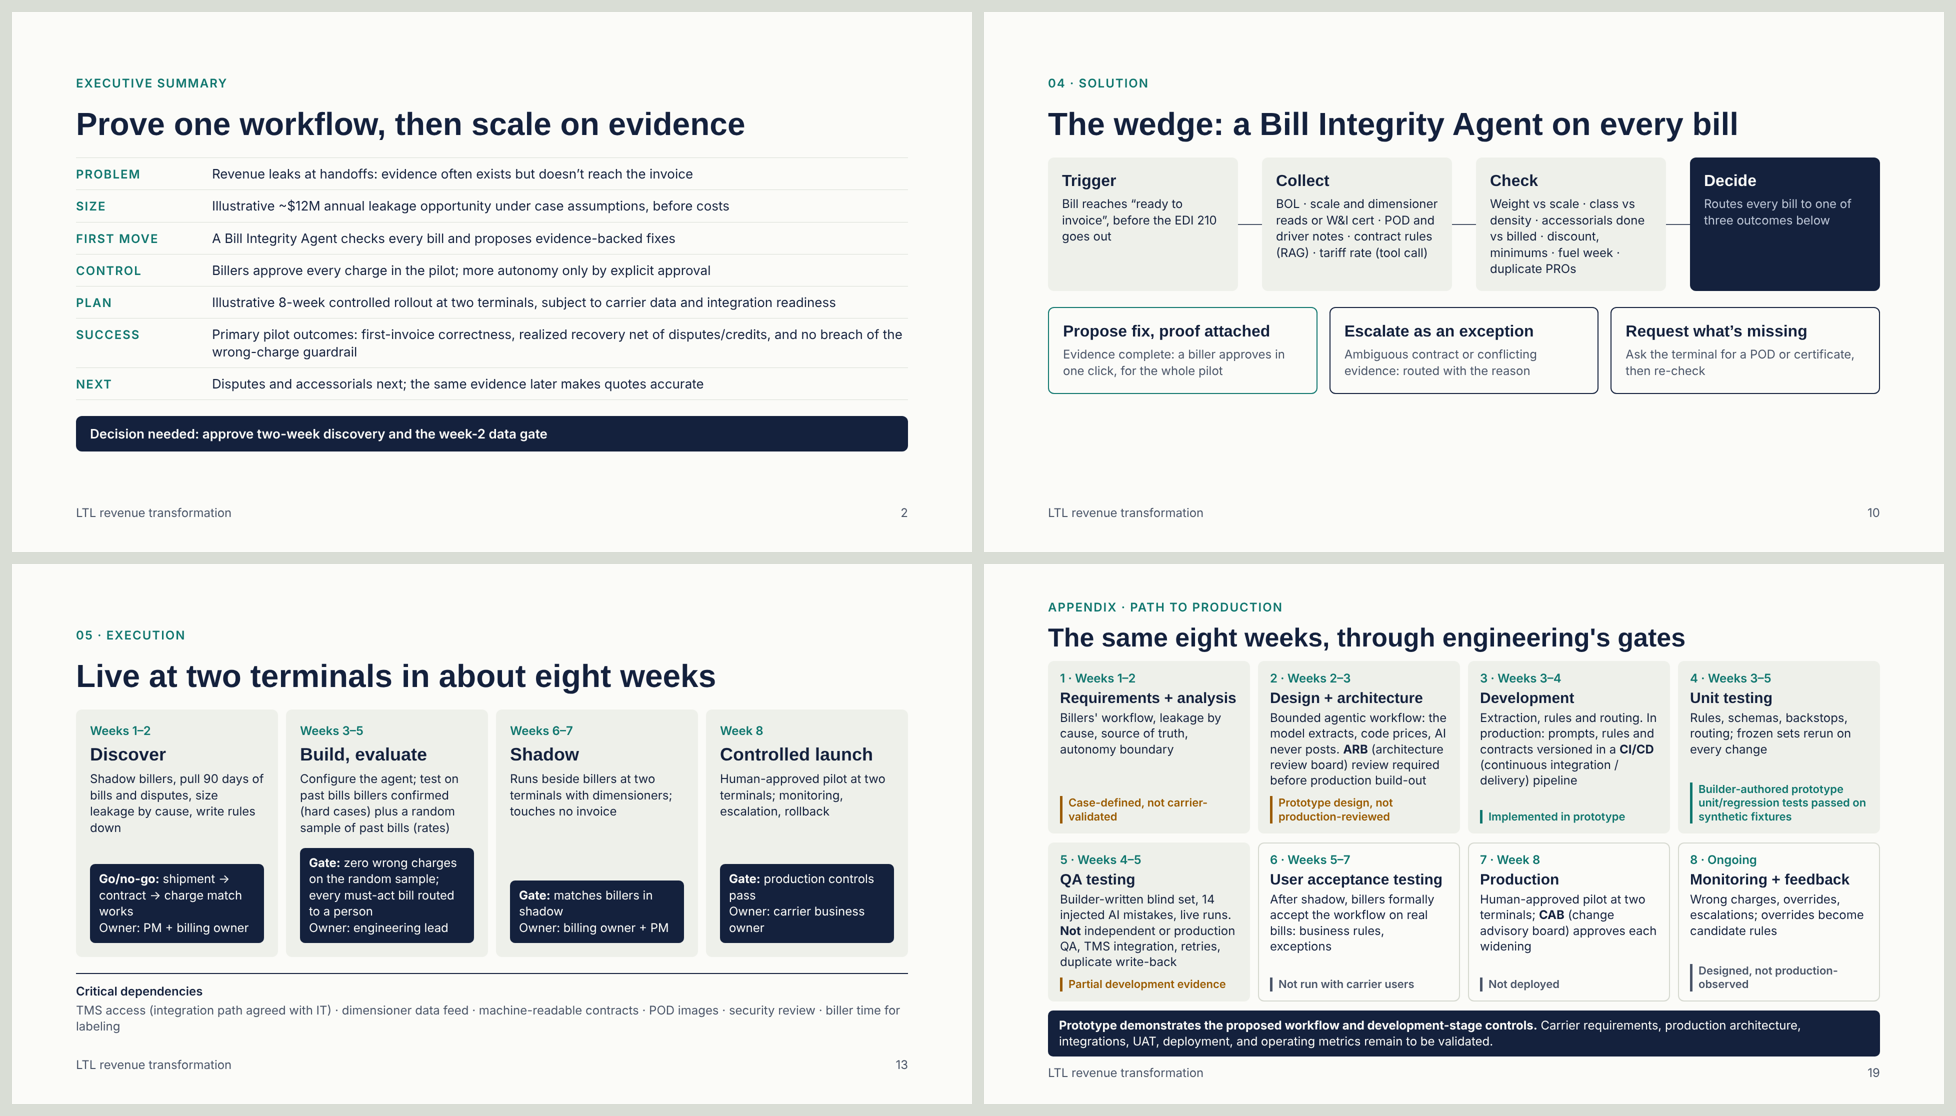 EXECUTIVE SUMMARY
Prove one workflow, then scale on evidence
PROBLEM Revenue leaks at handoffs: evidence often exists but doesn’t reach the invoice
SIZE Illustrative ~$12M annual leakage opportunity under case assumptions, before costs
FIRST MOVE A Bill Integrity Agent checks every bill and proposes evidence-backed fixes
CONTROL Billers approve every charge in the pilot; more autonomy only by explicit approval
PLAN Illustrative 8-week controlled rollout at two terminals, subject to carrier data and integration readiness
SUCCESS Primary pilot outcomes: first-invoice correctness, realized recovery net of disputes/credits, and no breach of the
wrong-charge guardrail
NEXT Disputes and accessorials next; the same evidence later makes quotes accurate
Decision needed: approve two-week discovery and the week-2 data gate
LTL revenue transformation 2
04 · SOLUTION
The wedge: a Bill Integrity Agent on every bill
Trigger
Bill reaches “ready to
invoice”, before the EDI 210
goes out
Collect
BOL · scale and dimensioner
reads or W&I cert · POD and
driver notes · contract rules
(RAG) · tariff rate (tool call)
Check
Weight vs scale · class vs
density · accessorials done
vs billed · discount,
minimums · fuel week ·
duplicate PROs
Decide
Routes every bill to one of
three outcomes below
Propose fix, proof attached
Evidence complete: a biller approves in
one click, for the whole pilot
Escalate as an exception
Ambiguous contract or conflicting
evidence: routed with the reason
Request what’s missing
Ask the terminal for a POD or certificate,
then re-check
LTL revenue transformation 10
05 · EXECUTION
Live at two terminals in about eight weeks
Weeks 1–2
Discover
Shadow billers, pull 90 days of
bills and disputes, size
leakage by cause, write rules
down
Go/no-go: shipment →
contract → charge match
works
Owner: PM + billing owner
Weeks 3–5
Build, evaluate
Configure the agent; test on
past bills billers confirmed
(hard cases) plus a random
sample of past bills (rates)
Gate: zero wrong charges
on the random sample;
every must-act bill routed
to a person
Owner: engineering lead
Weeks 6–7
Shadow
Runs beside billers at two
terminals with dimensioners;
touches no invoice
Gate: matches billers in
shadow
Owner: billing owner + PM
Week 8
Controlled launch
Human-approved pilot at two
terminals; monitoring,
escalation, rollback
Gate: production controls
pass
Owner: carrier business
owner
Critical dependencies
TMS access (integration path agreed with IT) · dimensioner data feed · machine-readable contracts · POD images · security review · biller time for
labeling
LTL revenue transformation 13
APPENDIX · PATH TO PRODUCTION
The same eight weeks, through engineering's gates
1 · Weeks 1–2
Requirements + analysis
Billers' workflow, leakage by
cause, source of truth,
autonomy boundary
Case-defined, not carrier-
validated
2 · Weeks 2–3
Design + architecture
Bounded agentic workflow: the
model extracts, code prices, AI
never posts. ARB (architecture
review board) review required
before production build-out
Prototype design, not
production-reviewed
3 · Weeks 3–4
Development
Extraction, rules and routing. In
production: prompts, rules and
contracts versioned in a CI/CD
(continuous integration /
delivery) pipeline
Implemented in prototype
4 · Weeks 3–5
Unit testing
Rules, schemas, backstops,
routing; frozen sets rerun on
every change
Builder-authored prototype
unit/regression tests passed on
synthetic fixtures
5 · Weeks 4–5
QA testing
Builder-written blind set, 14
injected AI mistakes, live runs.
Not independent or production
QA, TMS integration, retries,
duplicate write-back
Partial development evidence
6 · Weeks 5–7
User acceptance testing
After shadow, billers formally
accept the workflow on real
bills: business rules,
exceptions
Not run with carrier users
7 · Week 8
Production
Human-approved pilot at two
terminals; CAB (change
advisory board) approves each
widening
Not deployed
8 · Ongoing
Monitoring + feedback
Wrong charges, overrides,
escalations; overrides become
candidate rules
Designed, not production-
observed
Prototype demonstrates the proposed workflow and development-stage controls. Carrier requirements, production architecture,
integrations, UAT, deployment, and operating metrics remain to be validated.
LTL revenue transformation 19